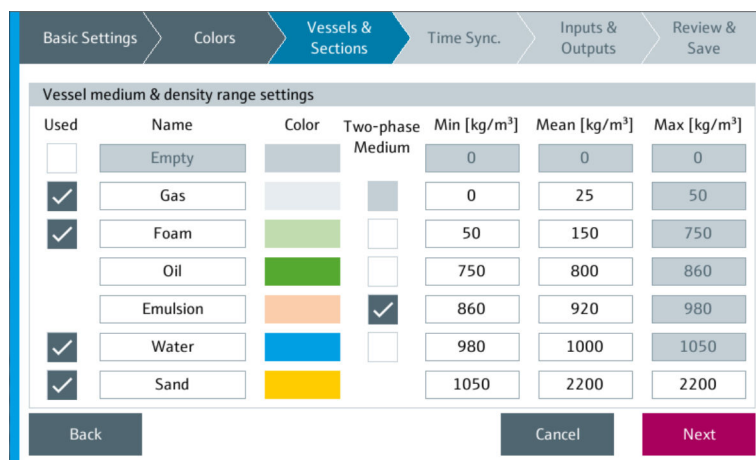 Basic Settings
Colors
Vessels &
Sections
Time Sync.
Inputs &
Outputs
Review &
Save
Vessel medium & density range settings
Used Name Color Two-phase Medium Min [kg/m³] Mean [kg/m³] Max [kg/m³]
Empty 0 0 0
Gas 0 25 50
Foam 50 150 750
Oil 750 800 860
Emulsion 860 920 980
Water 980 1000 1050
Sand 1050 2200 2200
Back Cancel Next